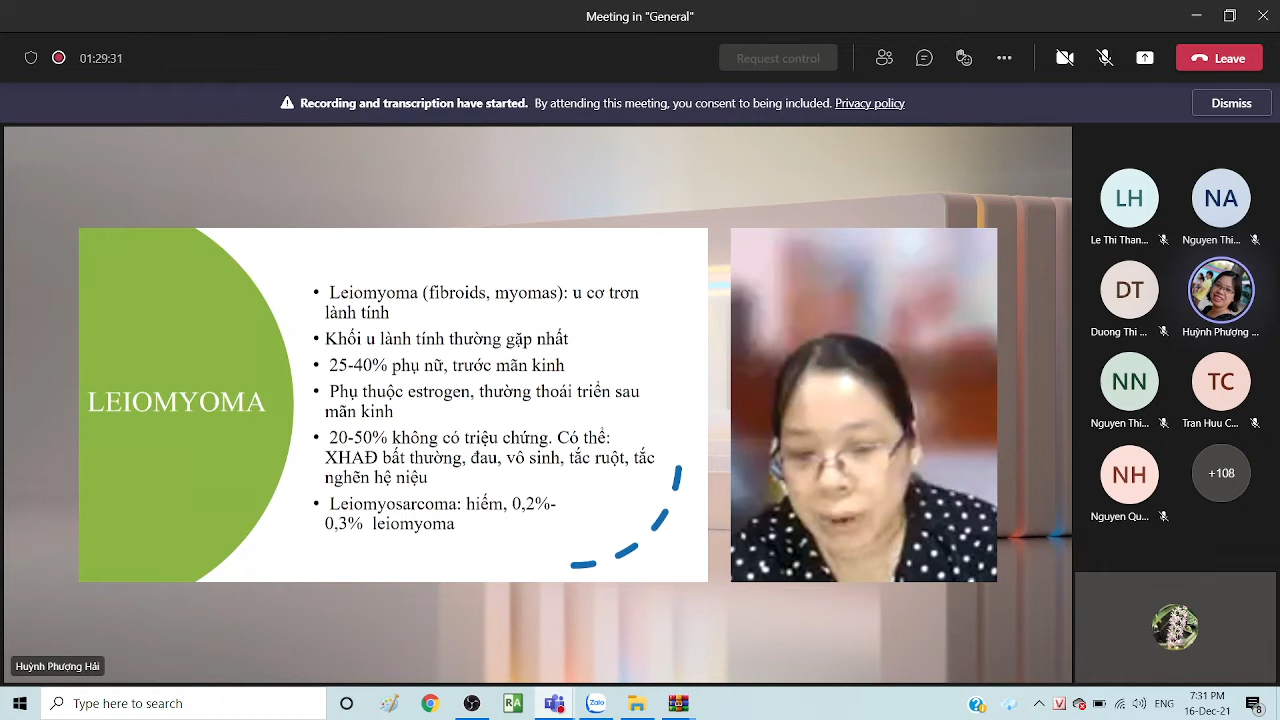 Meeting in "General"
01:29:31
Request control
Leave
Recording and transcription have started. By attending this meeting, you consent to being included. Privacy policy
Dismiss
LEIOMYOMA
• Leiomyoma (fibroids, myomas): u cơ trơn
lành tính
• Khối u lành tính thường gặp nhất
• 25-40% phụ nữ, trước mãn kinh
• Phụ thuộc estrogen, thường thoái triển sau
mãn kinh
• 20-50% không có triệu chứng. Có thể:
XHAĐ bất thường, đau, vô sinh, tắc ruột, tắc
nghẽn hệ niệu
• Leiomyosarcoma: hiếm, 0,2%-
0,3% leiomyoma
LH
NA
Le Thi Than...
Nguyen Thi...
DT
Duong Thi ...
Huỳnh Phượng ...
NN
TC
Nguyen Thi...
Tran Huu C...
NH
+108
Nguyen Qu...
Huỳnh Phượng Hải
Type here to search
RA
Zalo
V
ENG
7:31 PM
16-Dec-21
8